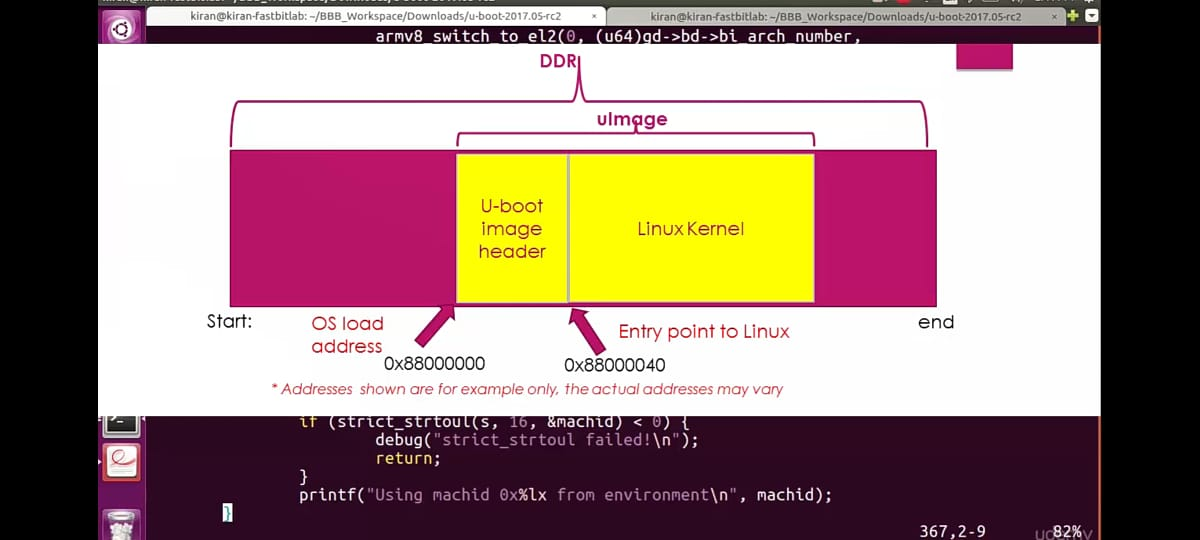 kiran@kiran-fastbitlab: ~/BBB_Workspace/Downloads/u-boot-2017.05-rc2 × kiran@kiran-fastbitlab: ~/BBB_Workspace/Downloads/u-boot-2017.05-rc2 ×
armv8_switch_to_el2(0, (u64)gd->bd->bi_arch_number,
DDR
uImage
U-boot
image
header
Linux Kernel
Start:
OS load
address
0x88000000
Entry point to Linux
0x88000040
end
* Addresses shown are for example only, the actual addresses may vary
if (strict_strtoul(s, 16, &machid) < 0) {
debug("strict_strtoul failed!\n");
return;
}
printf("Using machid 0x%lx from environment\n", machid);
}
367,2-9 82%
udemy